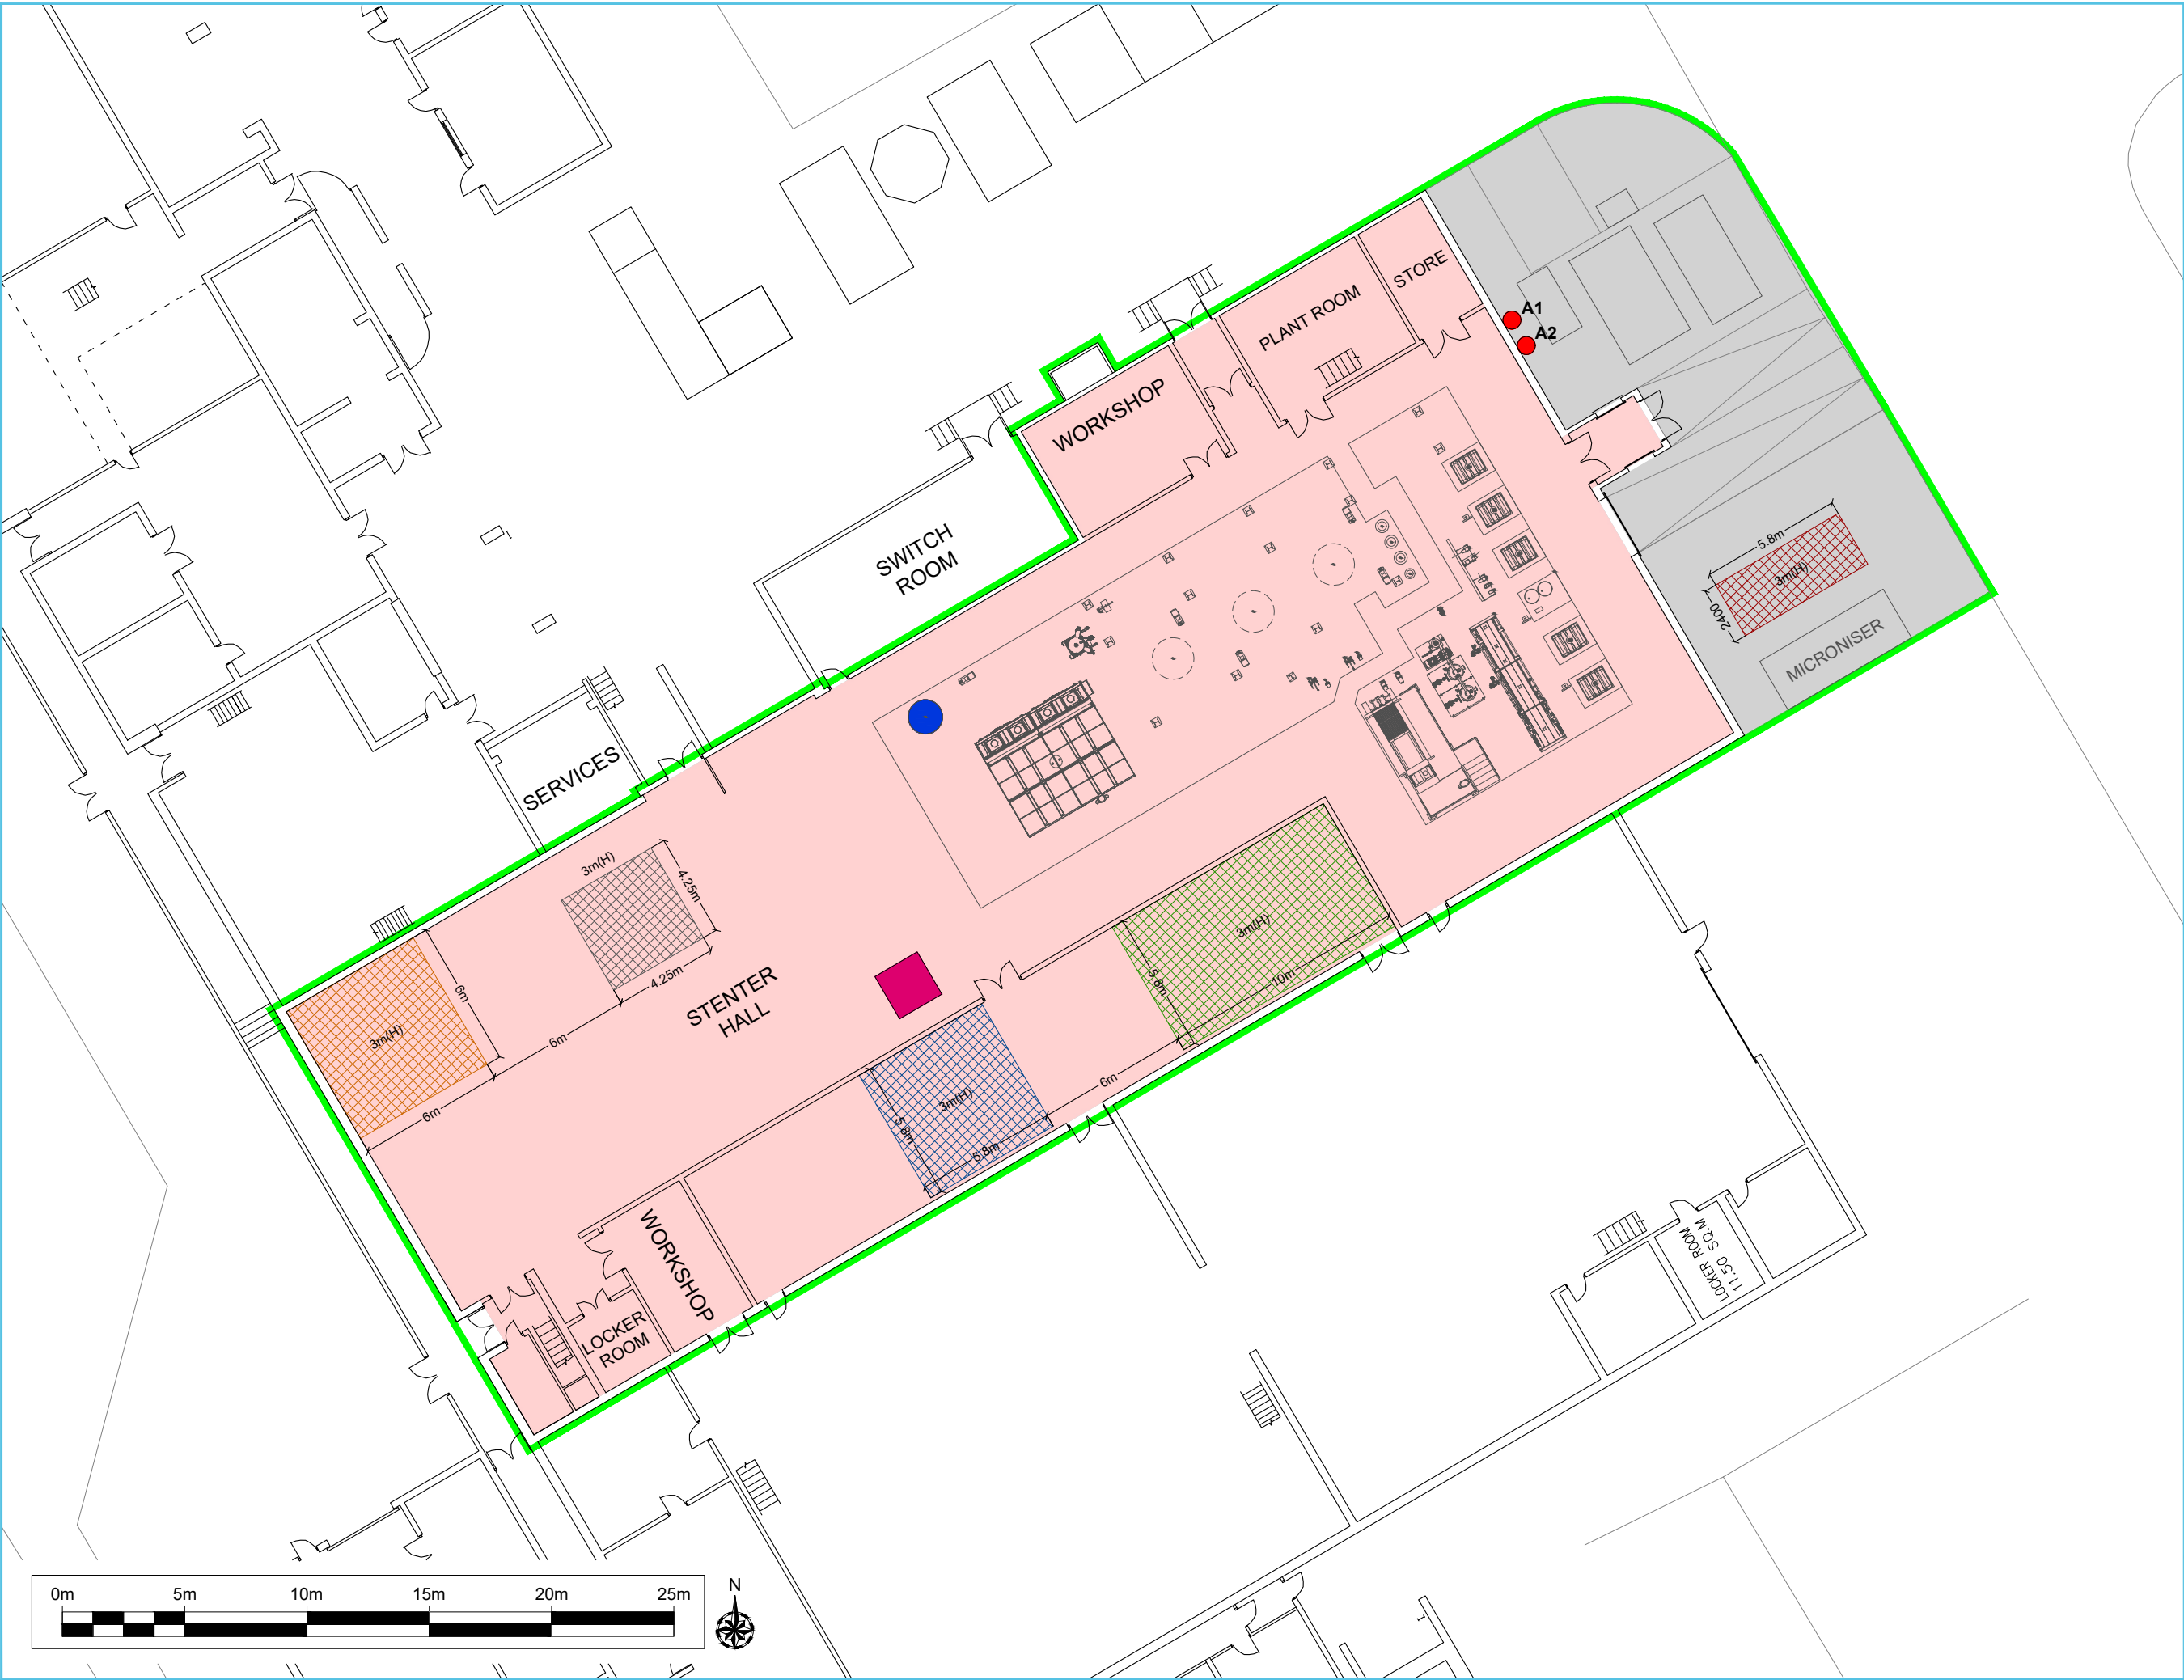 A1
A2
STORE
PLANT ROOM
WORKSHOP
SWITCH
ROOM
5.8m
3m(H)
2400
MICRONISER
SERVICES
3m(H)
4.25m
4.25m
3m(H)
6m
6m
6m
STENTER
HALL
3m(H)
5.8m
10m
3m(H)
5.8m
5.8m
6m
WORKSHOP
LOCKER
ROOM
LOCKER ROOM
11.50 SQ.M
0m 5m 10m 15m 20m 25m
N